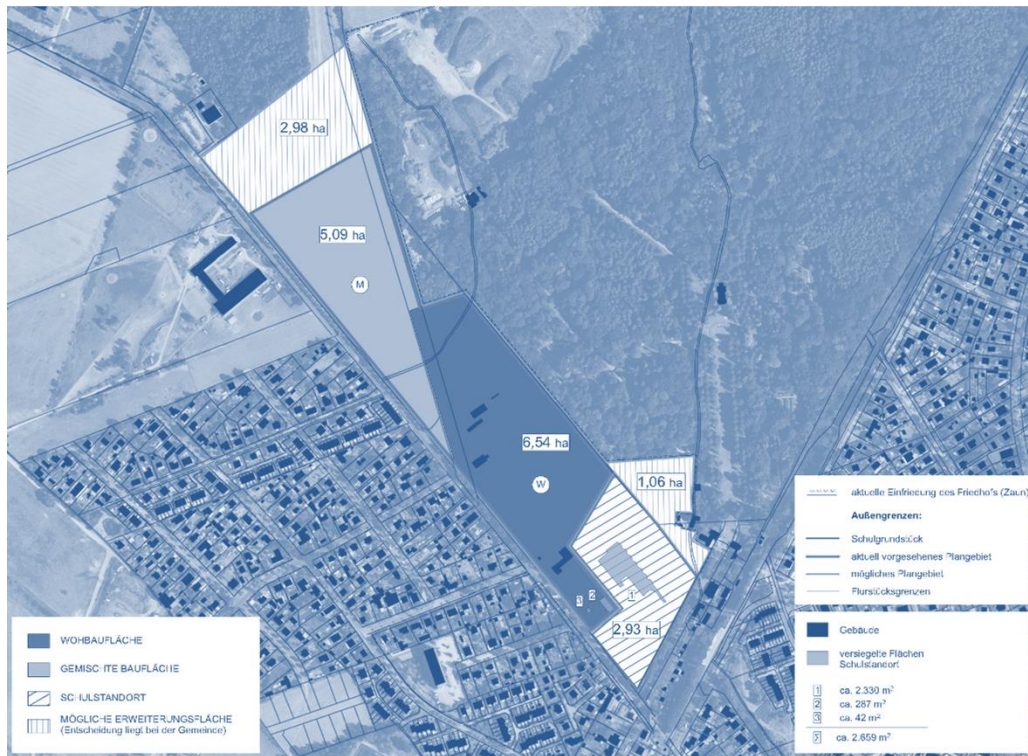 2,98 ha
5,09 ha
M
6,54 ha
W
1,06 ha
3
2
1
2,93 ha
aktuelle Einfriedung des Friedhofs (Zaun)
Außengrenzen:
Schulgrundstück
aktuell vorgesehenes Plangebiet
mögliches Plangebiet
Flurstücksgrenzen
WOHBAUFLÄCHE
GEMISCHTE BAUFLÄCHE
SCHULSTANDORT
MÖGLICHE ERWEITERUNGSFLÄCHE
(Entscheidung liegt bei der Gemeinde)
Gebäude
versiegelte Flächen
Schulstandort
1 ca. 2.330 m²
2 ca. 287 m²
3 ca. 42 m²
Σ ca. 2.659 m²